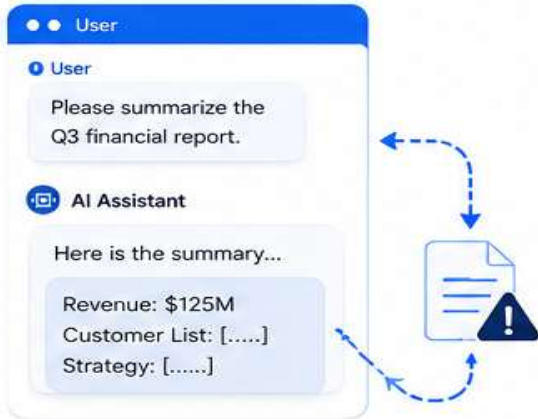 User
User
Please summarize the
Q3 financial report.
AI Assistant
Here is the summary...
Revenue: $125M
Customer List: [.....]
Strategy: [......]
!